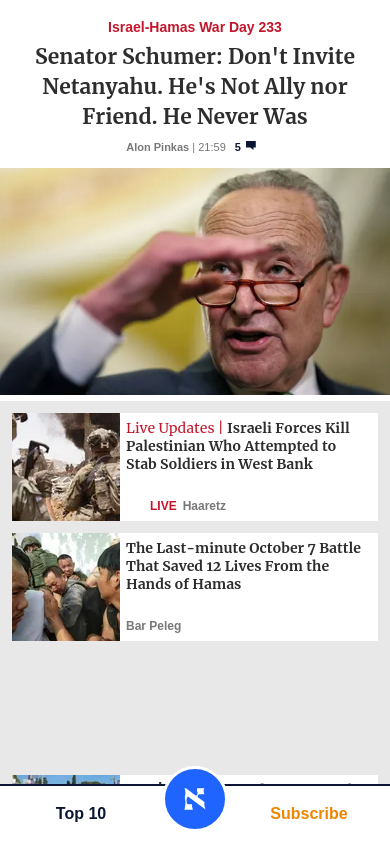 Israel-Hamas War Day 233
Senator Schumer: Don't Invite
Netanyahu. He's Not Ally nor
Friend. He Never Was
Alon Pinkas | 21:59 5
Live Updates | Israeli Forces Kill
Palestinian Who Attempted to
Stab Soldiers in West Bank
LIVE Haaretz
The Last-minute October 7 Battle
That Saved 12 Lives From the
Hands of Hamas
Bar Peleg
Top 10
Subscribe